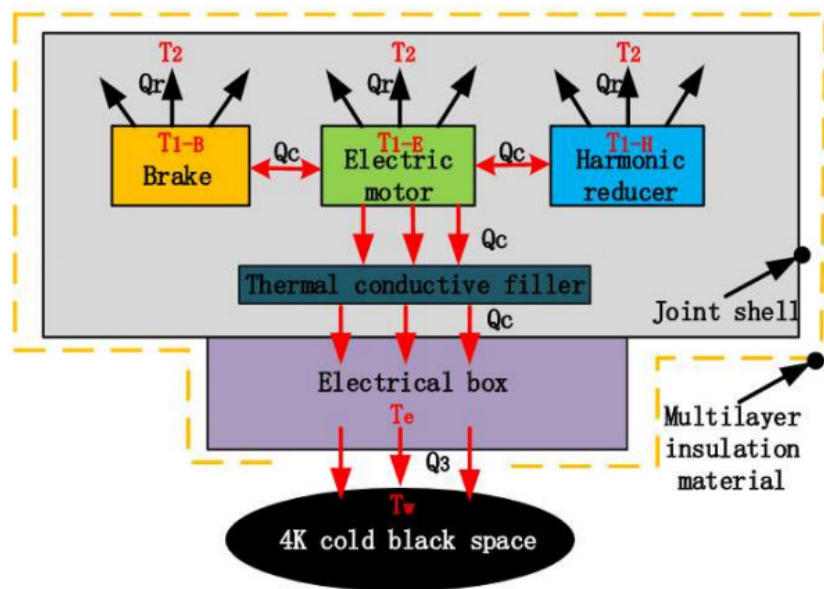 T2 T2 T2
Qr Qr Qr
T1-B T1-E T1-H
Brake
Qc
Electric
motor
Qc
Harmonic
reducer
Qc
Thermal conductive filler
Qc
Joint shell
Electrical box
Te
Multilayer
insulation
material
Q3
Tw
4K cold black space